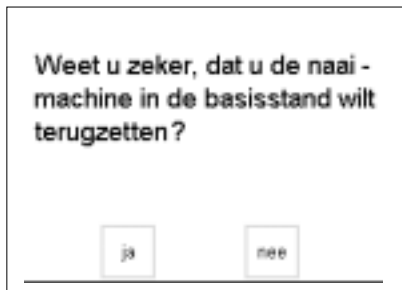 Weet u zeker, dat u de naai -
machine in de basisstand wilt
terugzetten ?
ja nee